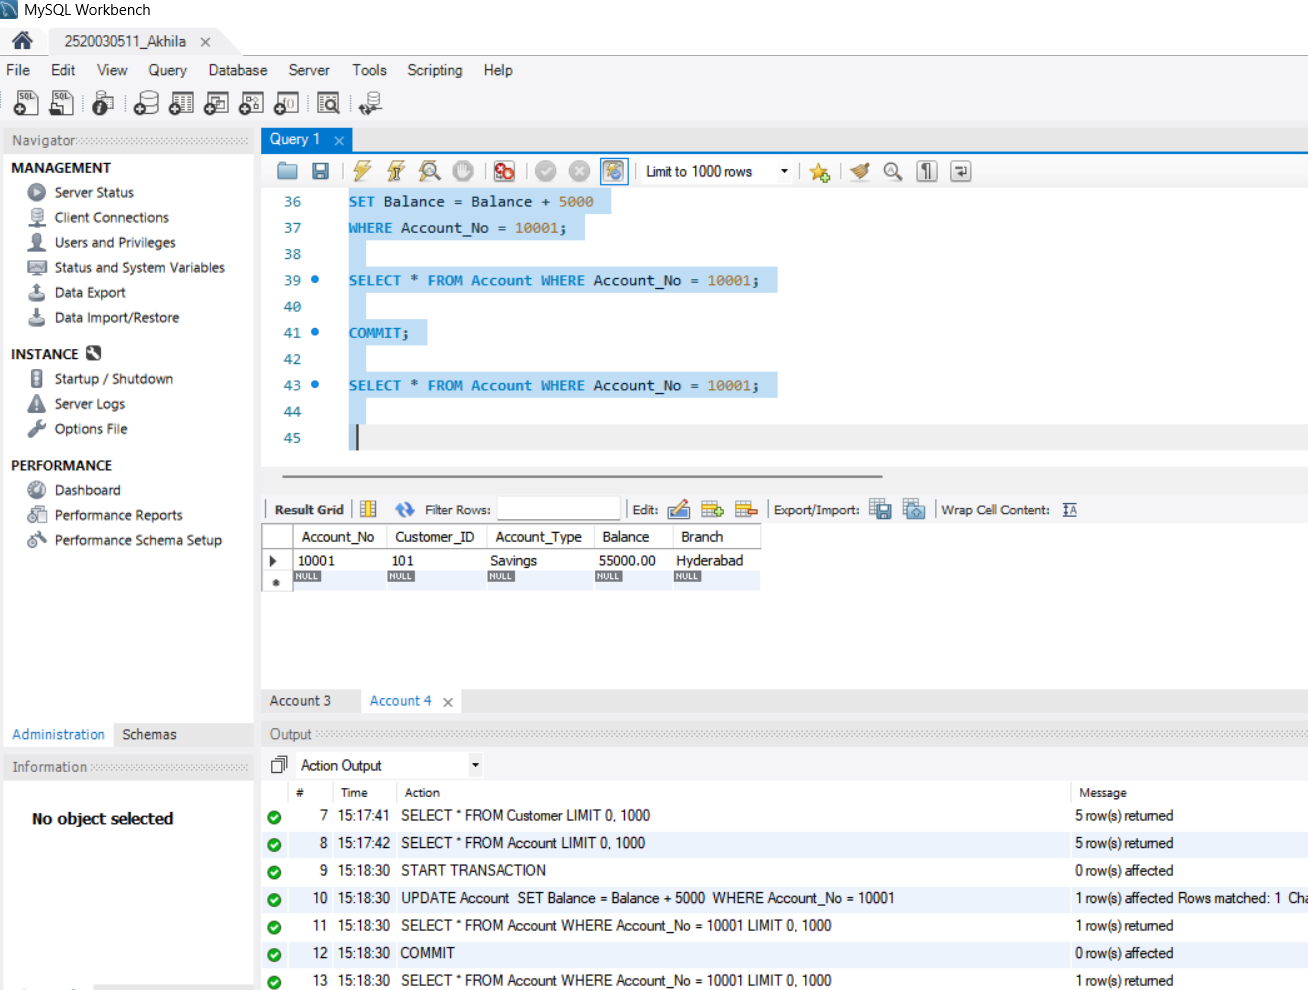 MySQL Workbench
2520030511_Akhila
File Edit View Query Database Server Tools Scripting Help
SQL SQL
Navigator
MANAGEMENT
Server Status
Client Connections
Users and Privileges
Status and System Variables
Data Export
Data Import/Restore
INSTANCE
Startup / Shutdown
Server Logs
Options File
PERFORMANCE
Dashboard
Performance Reports
Performance Schema Setup
Administration Schemas
Information
No object selected
Query 1
Limit to 1000 rows
36 SET Balance = Balance + 5000
37 WHERE Account_No = 10001;
38
39 SELECT * FROM Account WHERE Account_No = 10001;
40
41 COMMIT;
42
43 SELECT * FROM Account WHERE Account_No = 10001;
44
45
Result Grid Filter Rows: Edit: Export/Import: Wrap Cell Content:
Account_No Customer_ID Account_Type Balance Branch
10001 101 Savings 55000.00 Hyderabad
NULL NULL NULL NULL NULL
Account 3 Account 4
Output
Action Output
# Time Action Message
7 15:17:41 SELECT * FROM Customer LIMIT 0, 1000 5 row(s) returned
8 15:17:42 SELECT * FROM Account LIMIT 0, 1000 5 row(s) returned
9 15:18:30 START TRANSACTION 0 row(s) affected
10 15:18:30 UPDATE Account SET Balance = Balance + 5000 WHERE Account_No = 10001 1 row(s) affected Rows matched: 1 Cha
11 15:18:30 SELECT * FROM Account WHERE Account_No = 10001 LIMIT 0, 1000 1 row(s) returned
12 15:18:30 COMMIT 0 row(s) affected
13 15:18:30 SELECT * FROM Account WHERE Account_No = 10001 LIMIT 0, 1000 1 row(s) returned